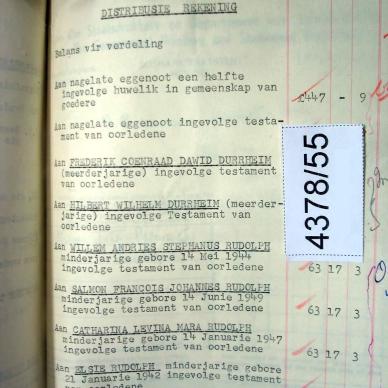 DISTRIBUSIE REKENING
Balans vir verdeling
Aan nagelate eggenoot een helfte
ingevolge huwelik in gemeenskap van
goedere
£447 - 9
Aan nagelate eggenoot ingevolge testa-
ment van oorledene
Aan FREDERIK COENRAAD DAWID DURRHEIM
(meerderjarige) ingevolge testament
van oorledene
Aan HILBERT WILHELM DURRHEIM (meerder-
jarige) ingevolge Testament van
oorledene
4378/55
Aan WILLEM ANDRIES STEPHANUS RUDOLPH
minderjarige gebore 14 Mei 1944
ingevolge testament van oorledene
63 17 3
Aan SALMON FRANCOIS JOHANNES RUDOLPH
minderjarige gebore 14 Junie 1949
ingevolge testament van oorledene
63 17 3
Aan CATHARINA LEVINA MARA RUDOLPH
minderjarige gebore 14 Januarie 1947
ingevolge testament van oorledene
63 17 3
Aan ELSIE RUDOLPH minderjarige gebore
21 Januarie 1942 ingevolge testament